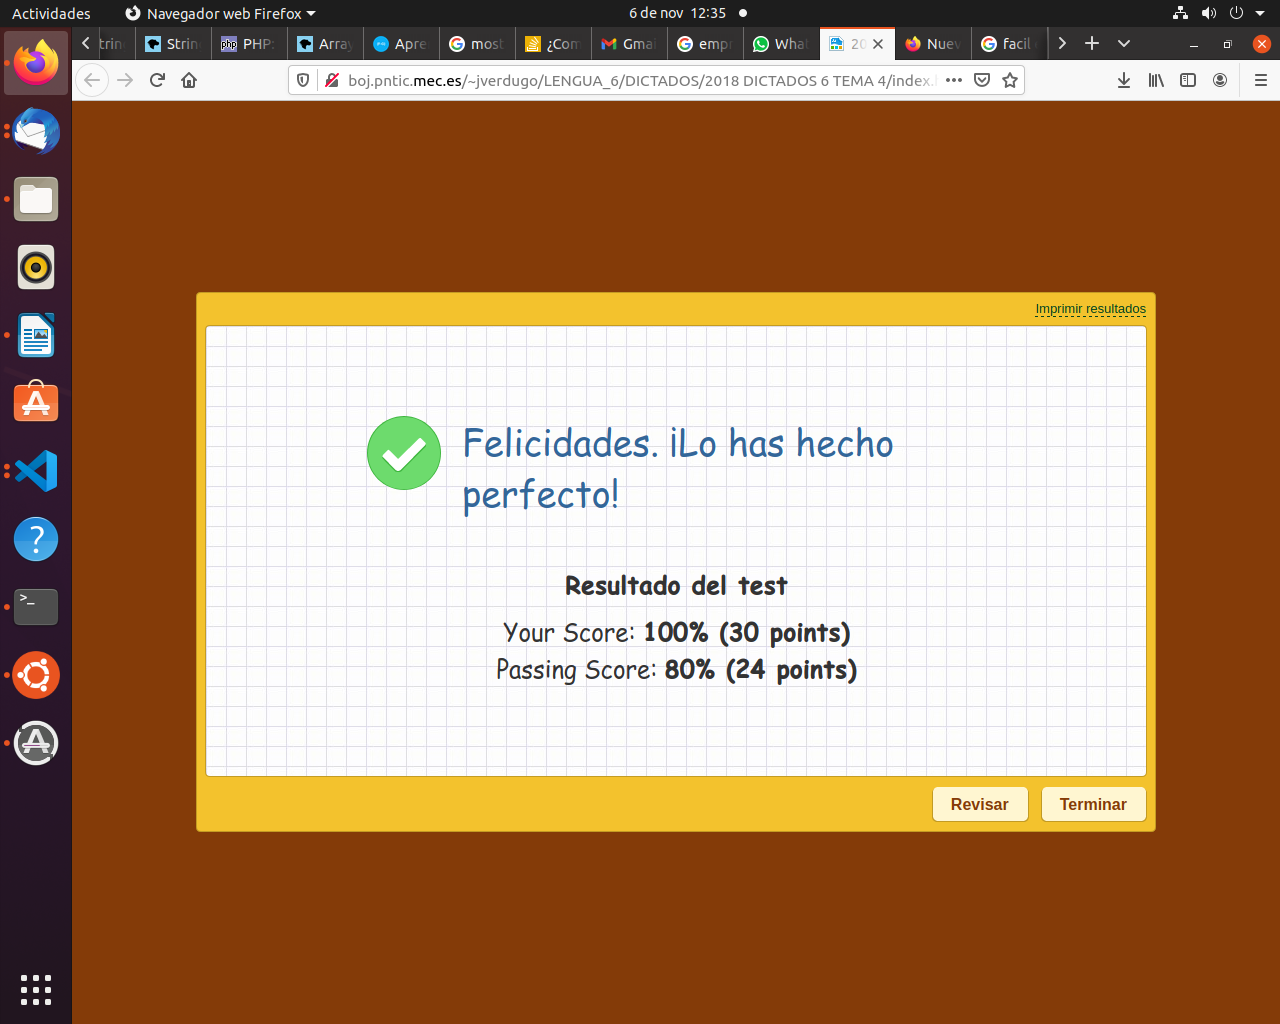 Actividades
Navegador web Firefox
6 de nov 12:35
Strin
PHP:
Array
Apre
most
¿Com
Gmai
empr
What
20
Nuev
facil
boj.pntic.mec.es/~jverdugo/LENGUA_6/DICTADOS/2018 DICTADOS 6 TEMA 4/index.
Imprimir resultados
Felicidades. ¡Lo has hecho
perfecto!
Resultado del test
Your Score: 100% (30 points)
Passing Score: 80% (24 points)
Revisar
Terminar